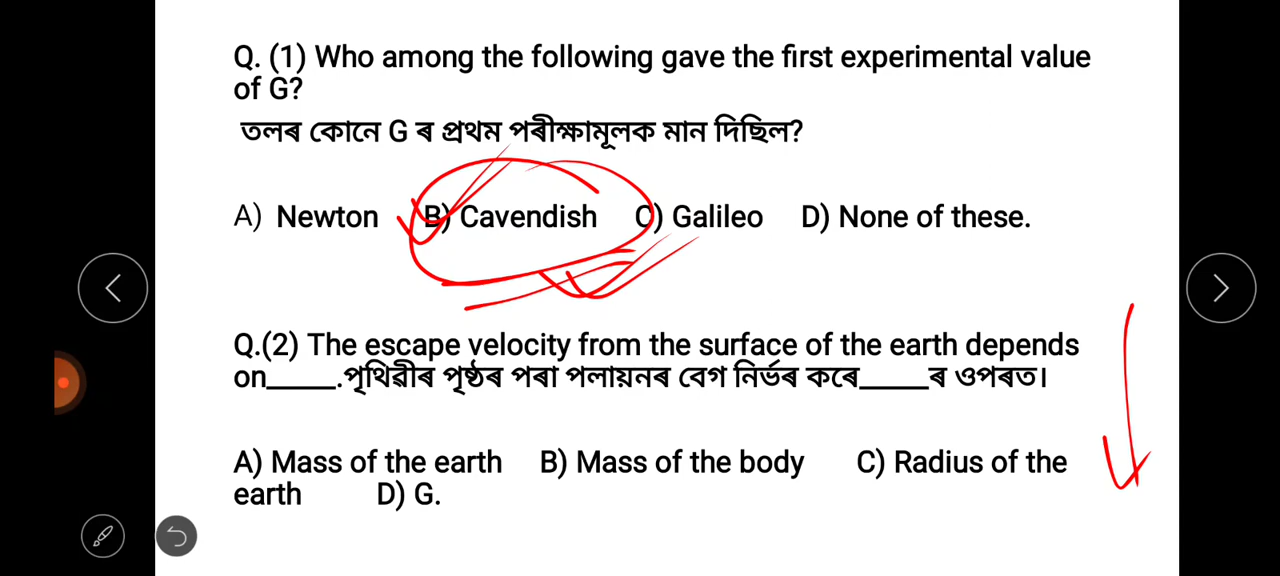 Q. (1) Who among the following gave the first experimental value
of G?
তলৰ কোনে G ৰ প্ৰথম পৰীক্ষামূলক মান দিছিল?
A) Newton B) Cavendish C) Galileo D) None of these.
Q.(2) The escape velocity from the surface of the earth depends
on_____.পৃথিৱীৰ পৃষ্ঠৰ পৰা পলায়নৰ বেগ নিৰ্ভৰ কৰে_____ৰ ওপৰত।
A) Mass of the earth B) Mass of the body C) Radius of the
earth D) G.